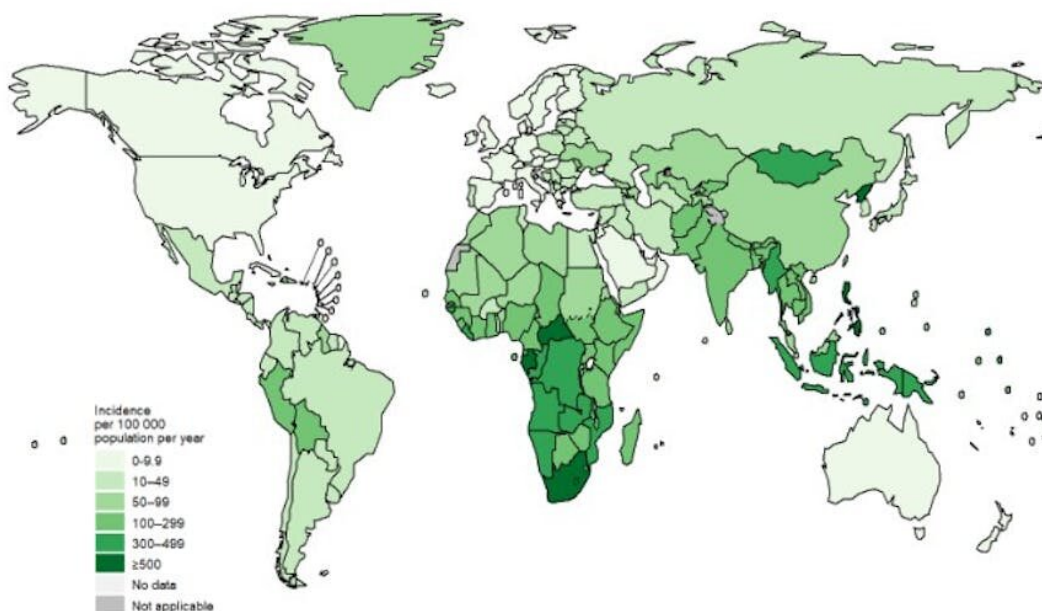 Incidence
per 100 000
population per year
0-9.9
10–49
50–99
100–299
300–499
≥500
No data
Not applicable